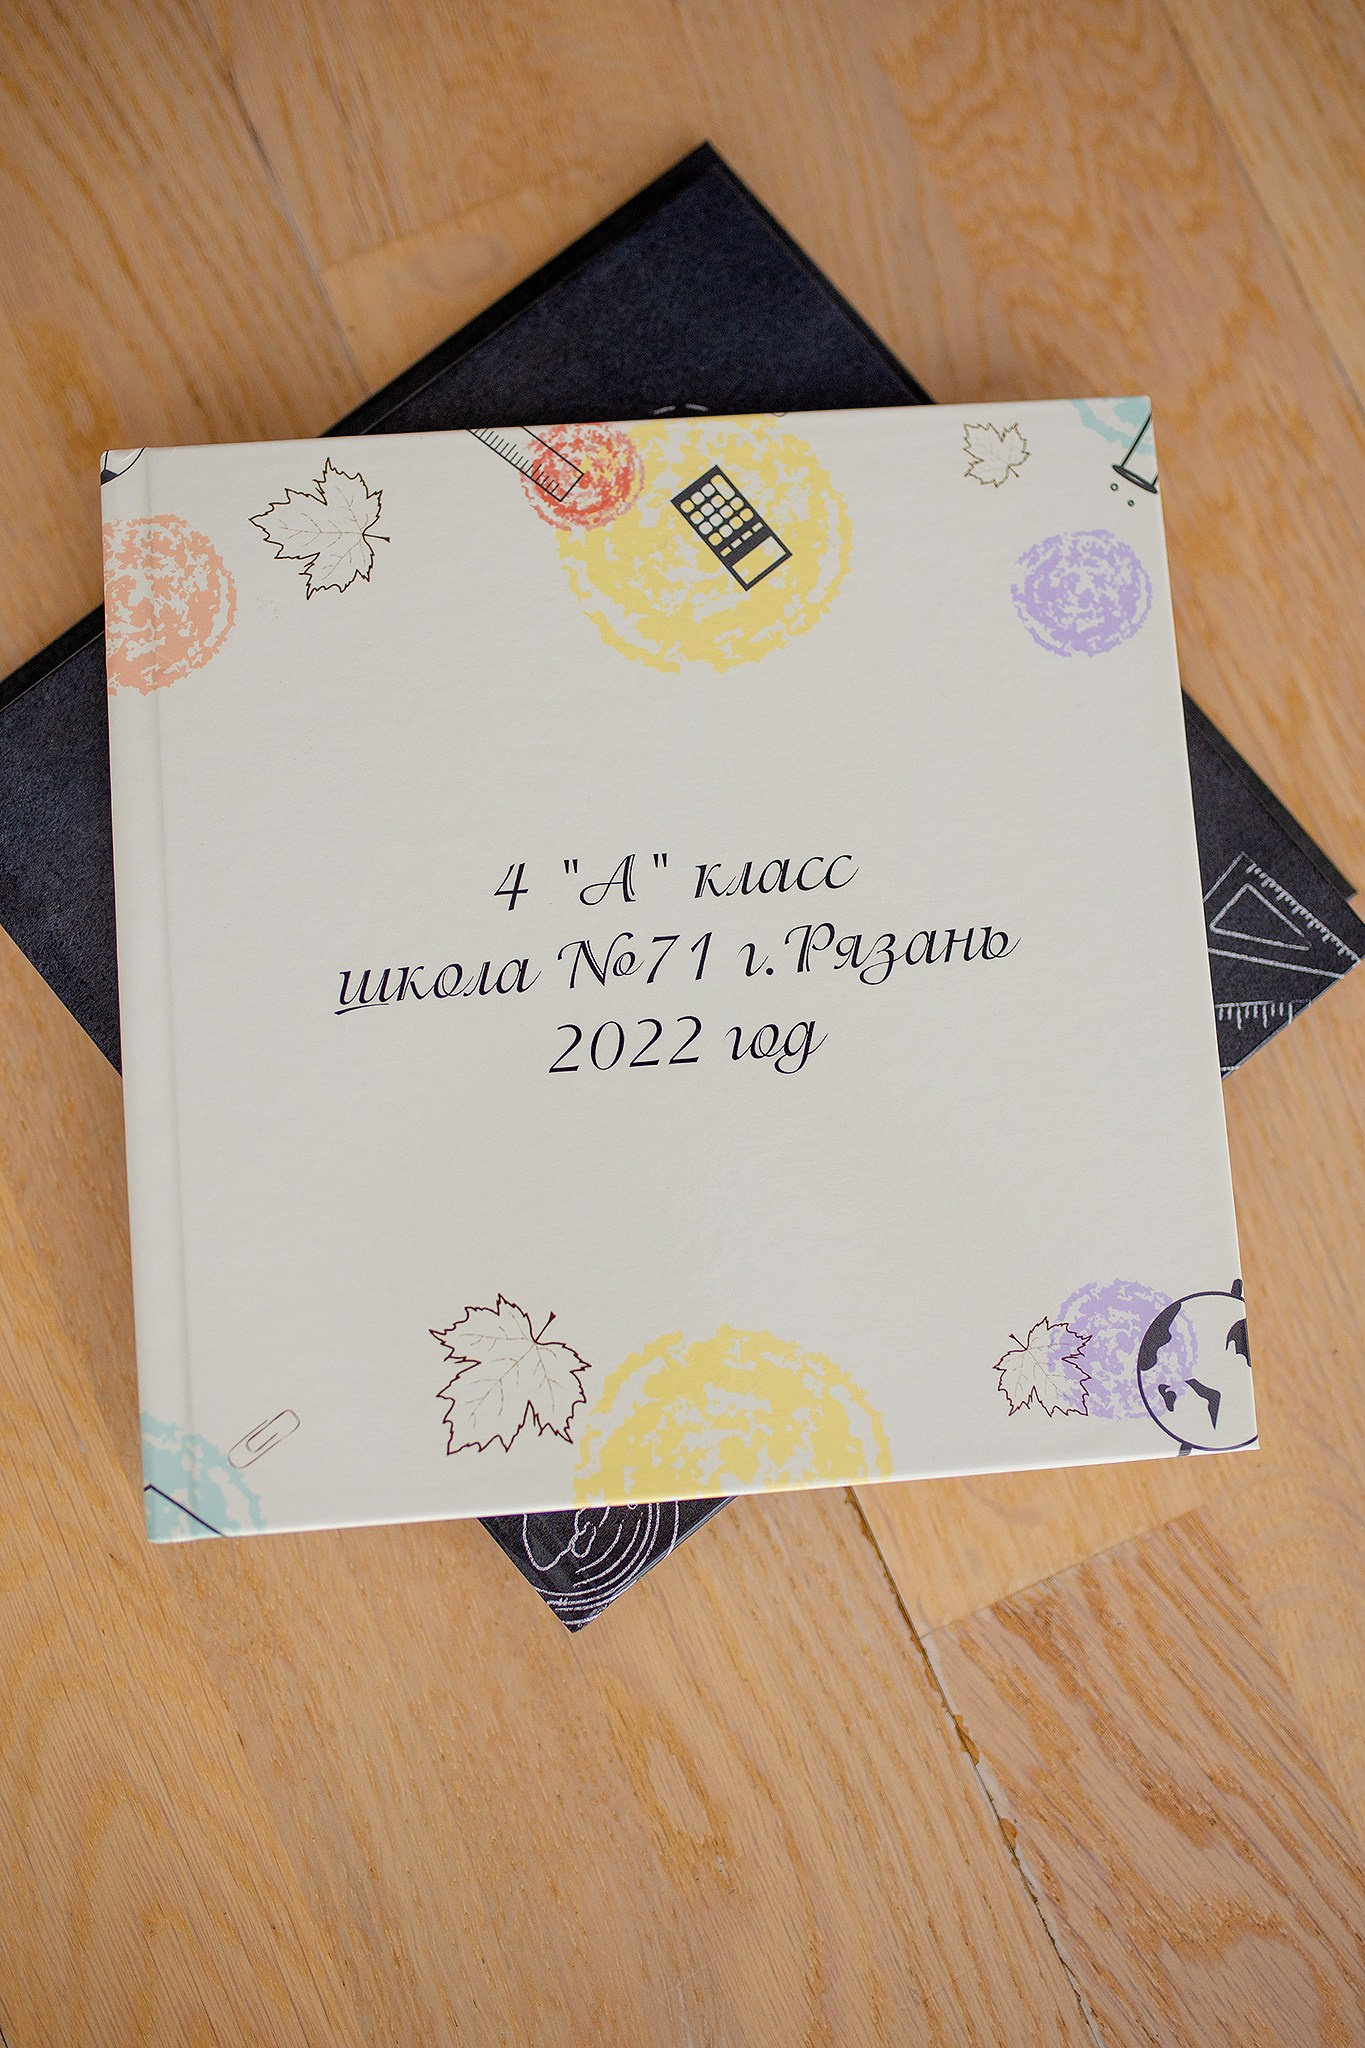 4 "А" класс
школа №71 г.Рязань
2022 год